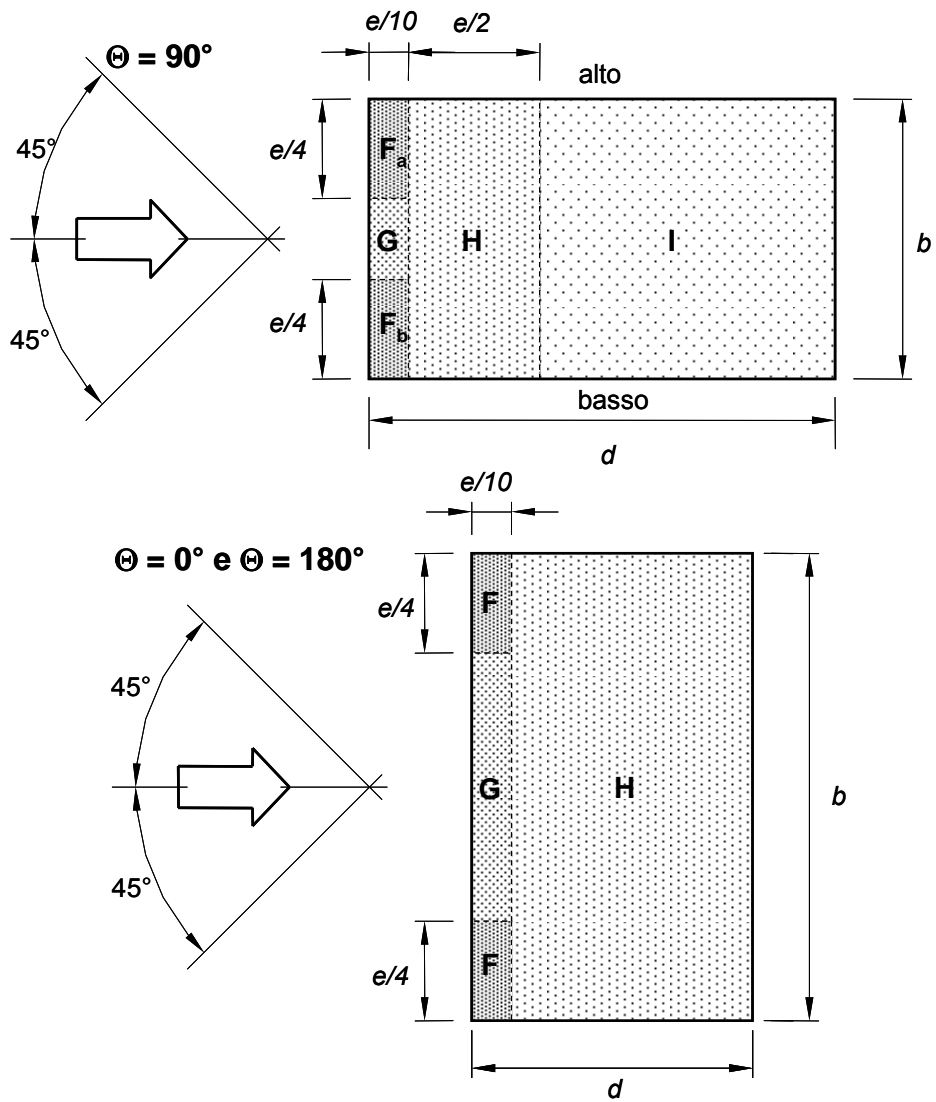 e/10
e/2
Θ = 90°
alto
45°
e/4
Fa
G
H
I
b
e/4
Fb
45°
basso
d
e/10
Θ = 0° e Θ = 180°
e/4
F
45°
G
H
b
45°
e/4
F
d